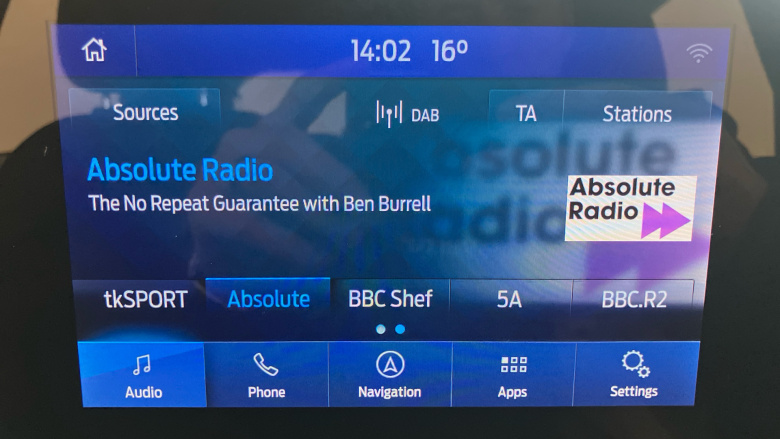 14:02 16º
Sources DAB TA Stations
Absolute Radio
The No Repeat Guarantee with Ben Burrell
Absolute
Radio
tkSPORT Absolute BBC Shef 5A BBC.R2
Audio Phone Navigation Apps Settings